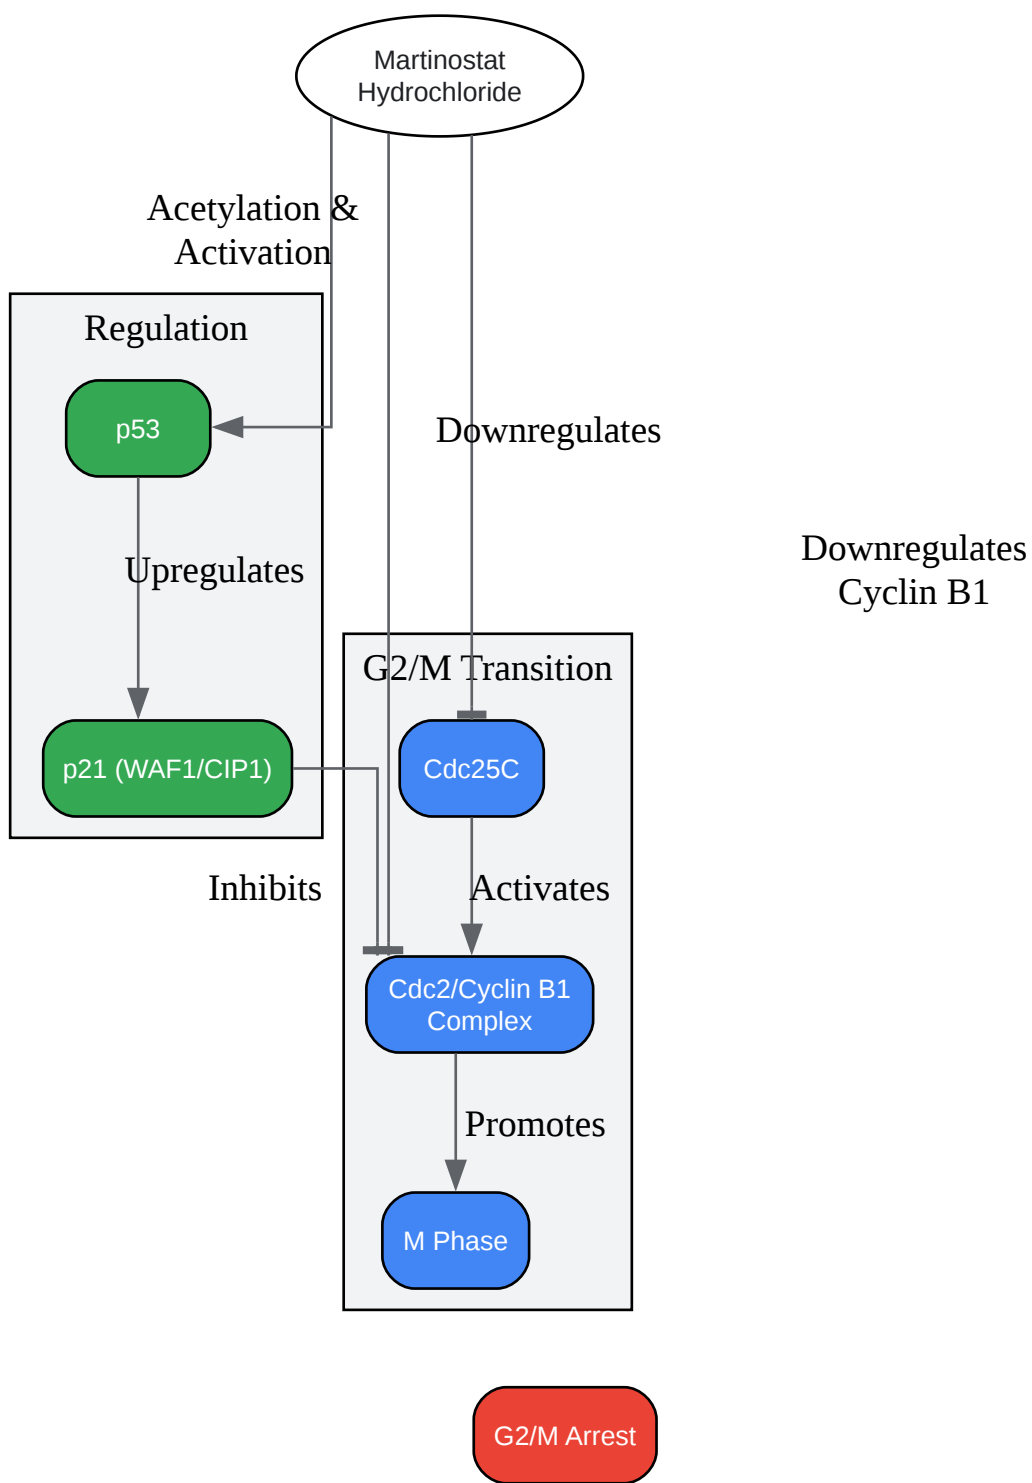 Martinostat
Hydrochloride
Acetylation &
Activation
Regulation
p53
Downregulates
Downregulates
Cyclin B1
Upregulates
G2/M Transition
p21 (WAF1/CIP1)
Cdc25C
Inhibits
Activates
Cdc2/Cyclin B1
Complex
Promotes
M Phase
G2/M Arrest